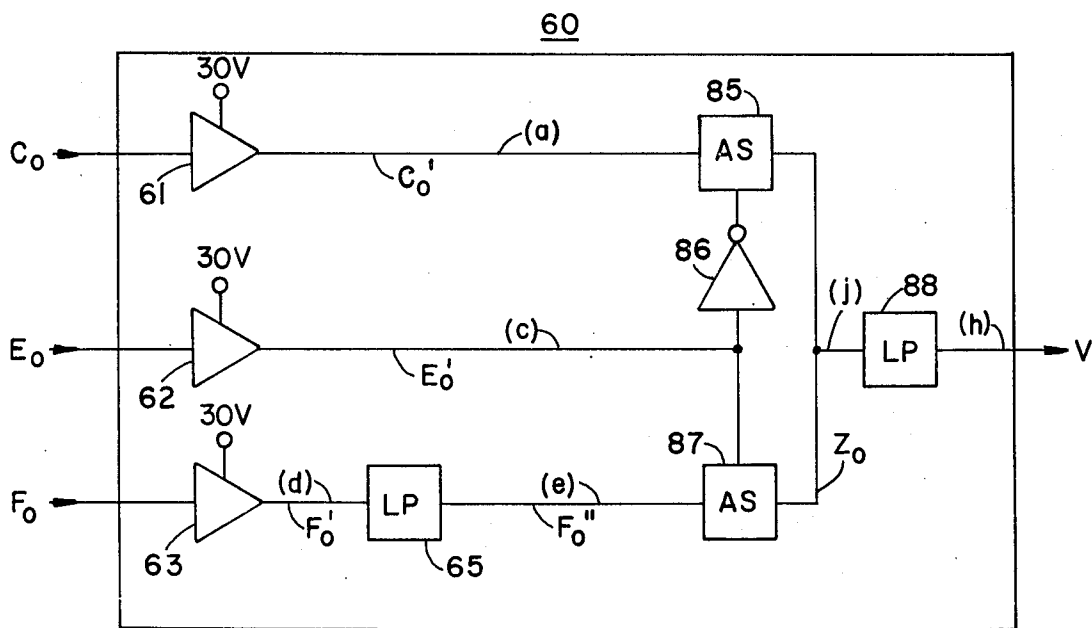 60
30V
85
C₀
61
C₀'
(a)
AS
30V
86
(j)
88
(h)
E₀
62
E₀'
(c)
LP
V
30V
87
Z₀
F₀
63
(d)
F₀'
LP
65
(e)
F₀"
AS